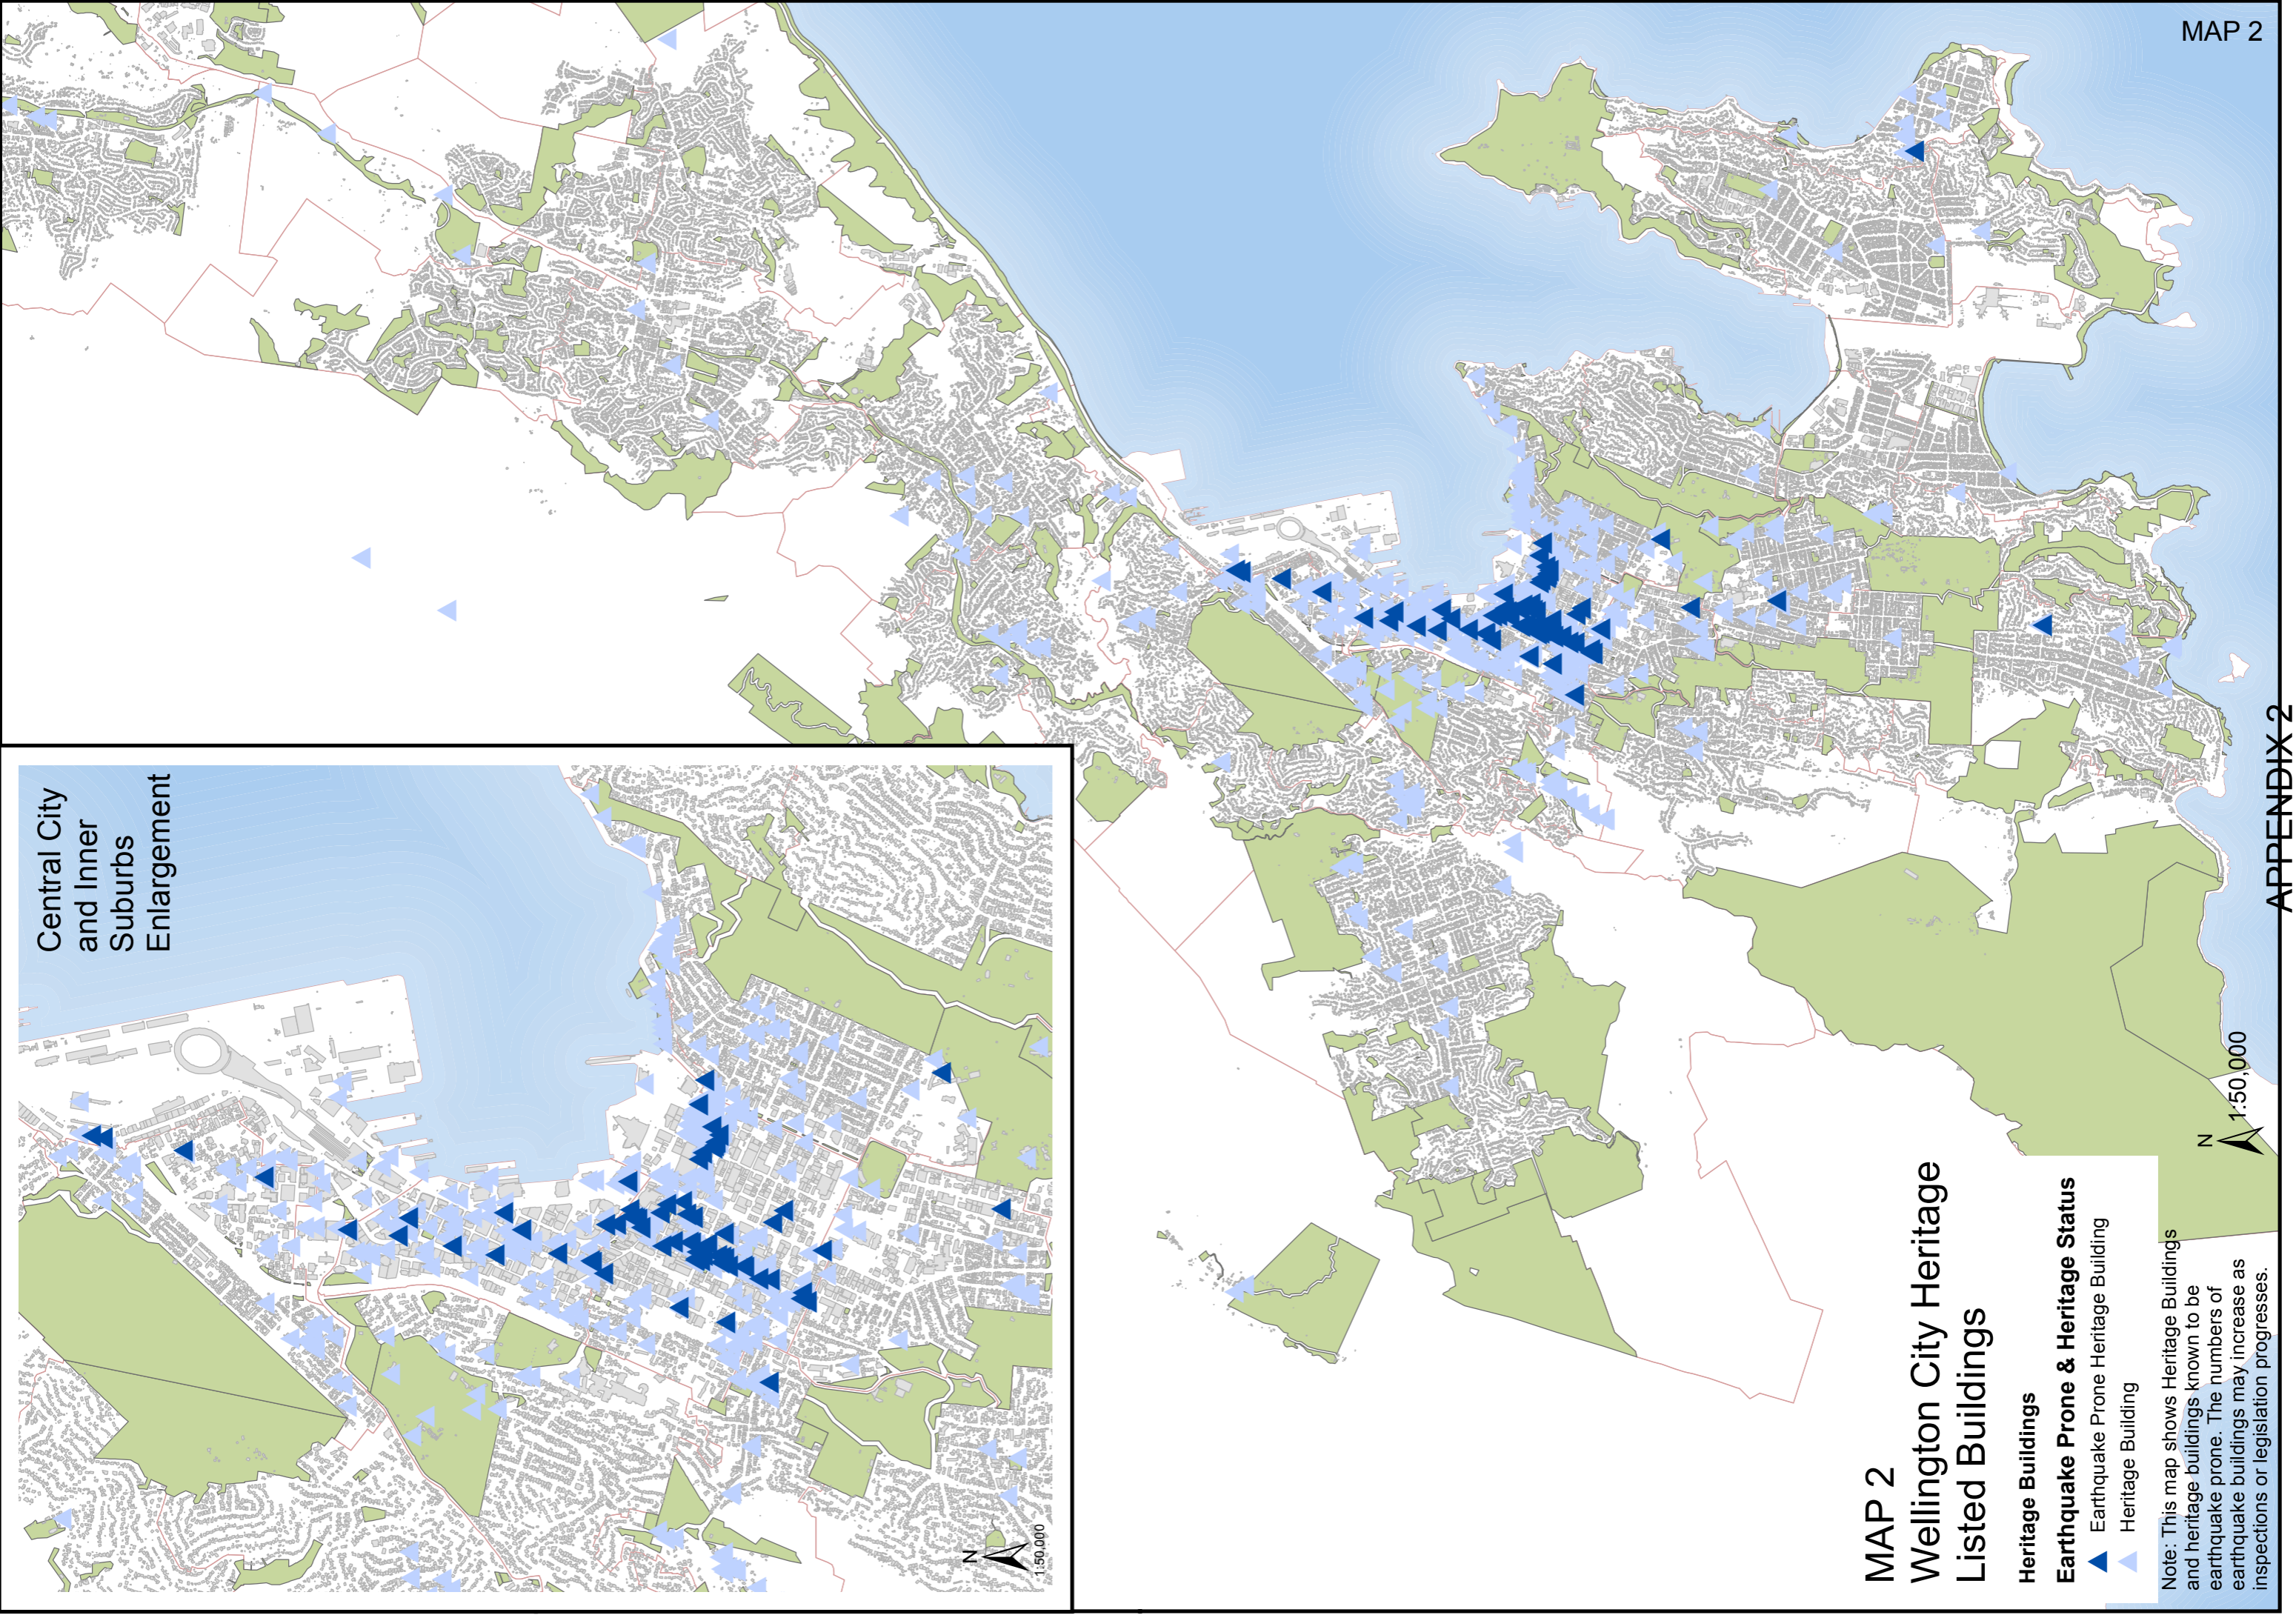 MAP 2
Central City
and Inner
Suburbs
Enlargement
N
1:50,000
MAP 2
Wellington City Heritage
Listed Buildings
Heritage Buildings
Earthquake Prone & Heritage Status
Earthquake Prone Heritage Building
Heritage Building
Note: This map shows Heritage Buildings
and heritage buildings known to be
earthquake prone. The numbers of
earthquake buildings may increase as
inspections or legislation progresses.
N
1:50,000
APPENDIX 2